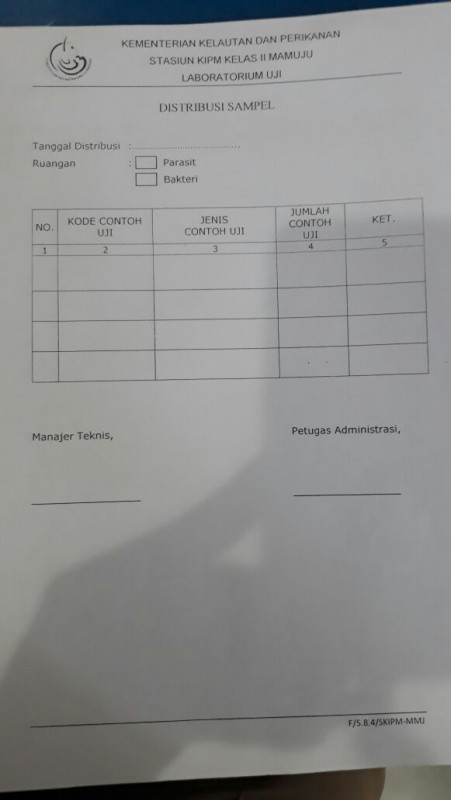 KEMENTERIAN KELAUTAN DAN PERIKANAN
STASIUN KIPM KELAS II MAMUJU
LABORATORIUM UJI
DISTRIBUSI SAMPEL
Tanggal Distribusi :....................................
Ruangan : Parasit
Bakteri
NO. KODE CONTOH UJI JENIS CONTOH UJI JUMLAH CONTOH UJI KET.
1 2 3 4 5
Manajer Teknis, Petugas Administrasi,
F/5.8.4/SKIPM-MMJ